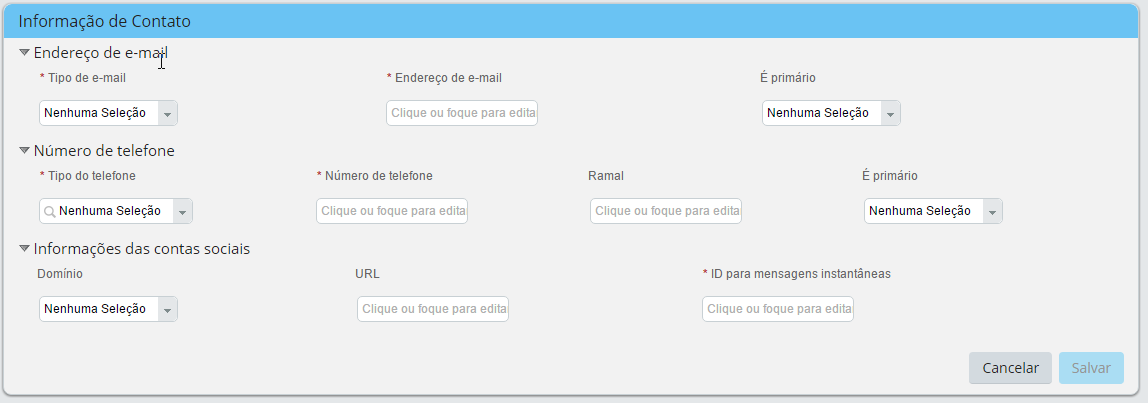 Informação de Contato
Endereço de e-mail
* Tipo de e-mail * Endereço de e-mail É primário
Nenhuma Seleção Clique ou foque para edita Nenhuma Seleção
Número de telefone
* Tipo do telefone * Número de telefone Ramal É primário
Nenhuma Seleção Clique ou foque para edita Clique ou foque para edita Nenhuma Seleção
Informações das contas sociais
Domínio URL * ID para mensagens instantâneas
Nenhuma Seleção Clique ou foque para edita Clique ou foque para edita
Cancelar Salvar